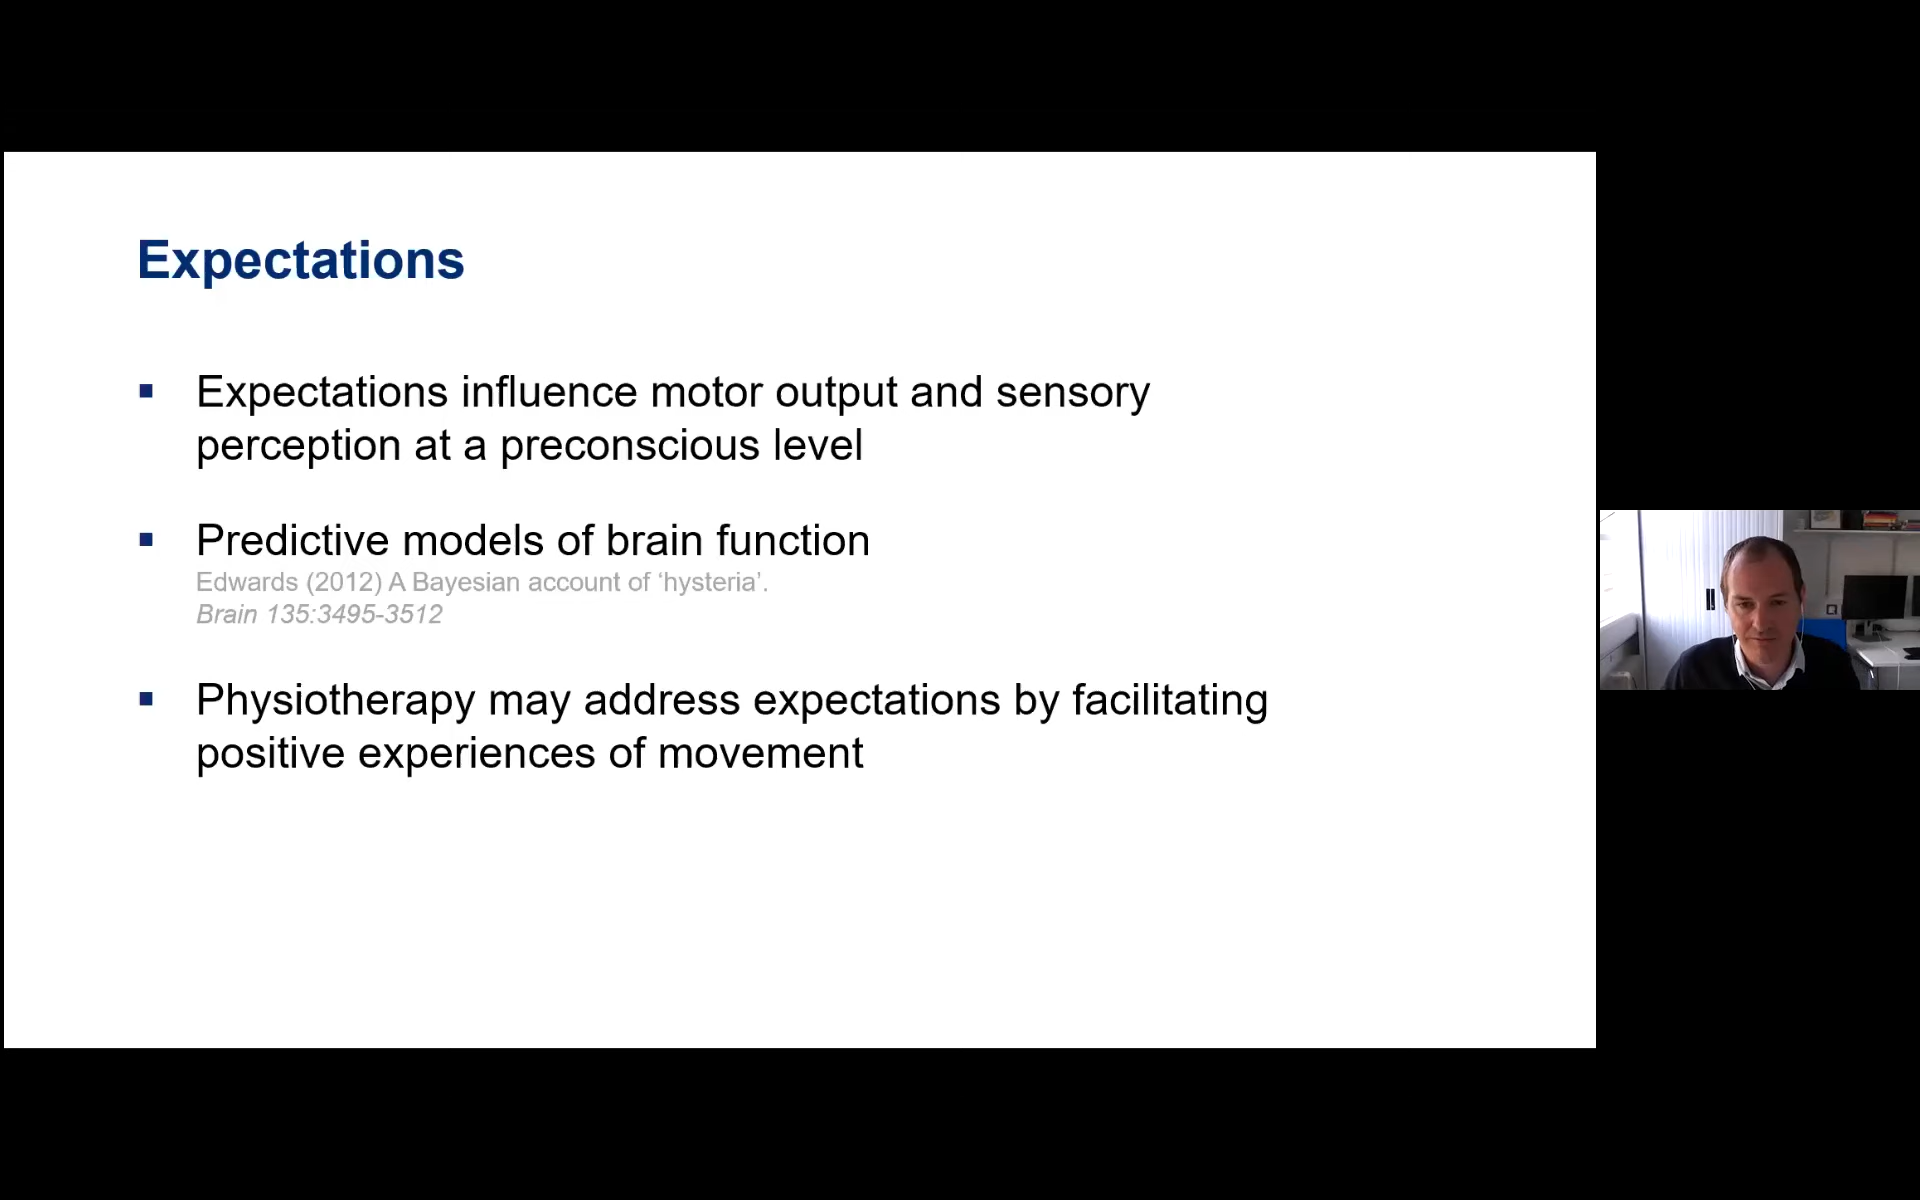 Expectations
Expectations influence motor output and sensory
perception at a preconscious level
Predictive models of brain function
Edwards (2012) A Bayesian account of ‘hysteria’.
Brain 135:3495-3512
Physiotherapy may address expectations by facilitating
positive experiences of movement